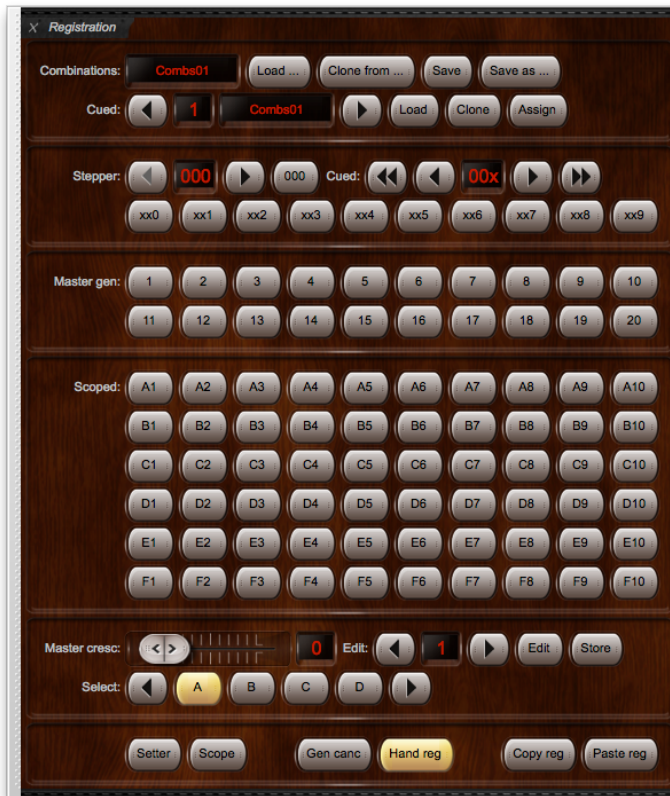 X Registration
Combinations: Combs01 Load ... Clone from ... Save Save as ...
Cued: 1 Combs01 Load Clone Assign
Stepper: 000 000 Cued: 00x
xx0 xx1 xx2 xx3 xx4 xx5 xx6 xx7 xx8 xx9
Master gen: 1 2 3 4 5 6 7 8 9 10
11 12 13 14 15 16 17 18 19 20
Scoped: A1 A2 A3 A4 A5 A6 A7 A8 A9 A10
B1 B2 B3 B4 B5 B6 B7 B8 B9 B10
C1 C2 C3 C4 C5 C6 C7 C8 C9 C10
D1 D2 D3 D4 D5 D6 D7 D8 D9 D10
E1 E2 E3 E4 E5 E6 E7 E8 E9 E10
F1 F2 F3 F4 F5 F6 F7 F8 F9 F10
Master cresc: < > 0 Edit: 1 Edit Store
Select: A B C D
Setter Scope Gen canc Hand reg Copy reg Paste reg